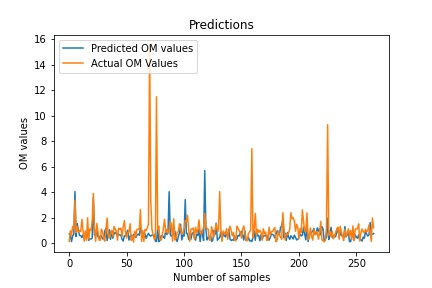 Predictions
Predicted OM values
Actual OM Values
OM values
16
14
12
10
8
6
4
2
0
0 50 100 150 200 250
Number of samples